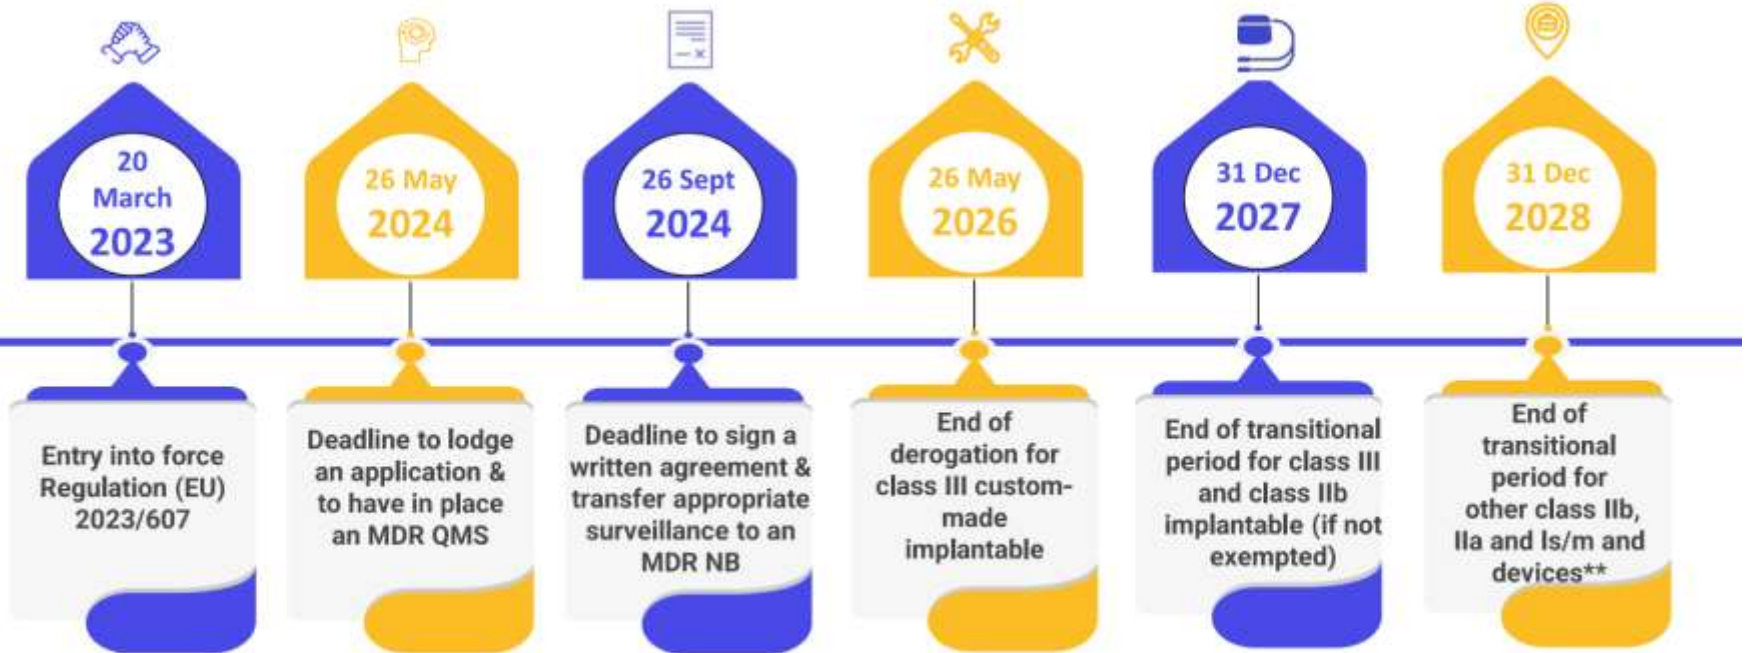 20
March
2023
26 May
2024
26 Sept
2024
26 May
2026
31 Dec
2027
31 Dec
2028
Entry into force
Regulation (EU)
2023/607
Deadline to lodge
an application &
to have in place
an MDR QMS
Deadline to sign a
written agreement &
transfer appropriate
surveillance to an
MDR NB
End of
derogation for
class III custom-
made
implantable
End of transitional
period for class III
and class IIb
implantable (if not
exempted)
End of
transitional
period for
other class IIb,
IIa and Is/m and
devices**